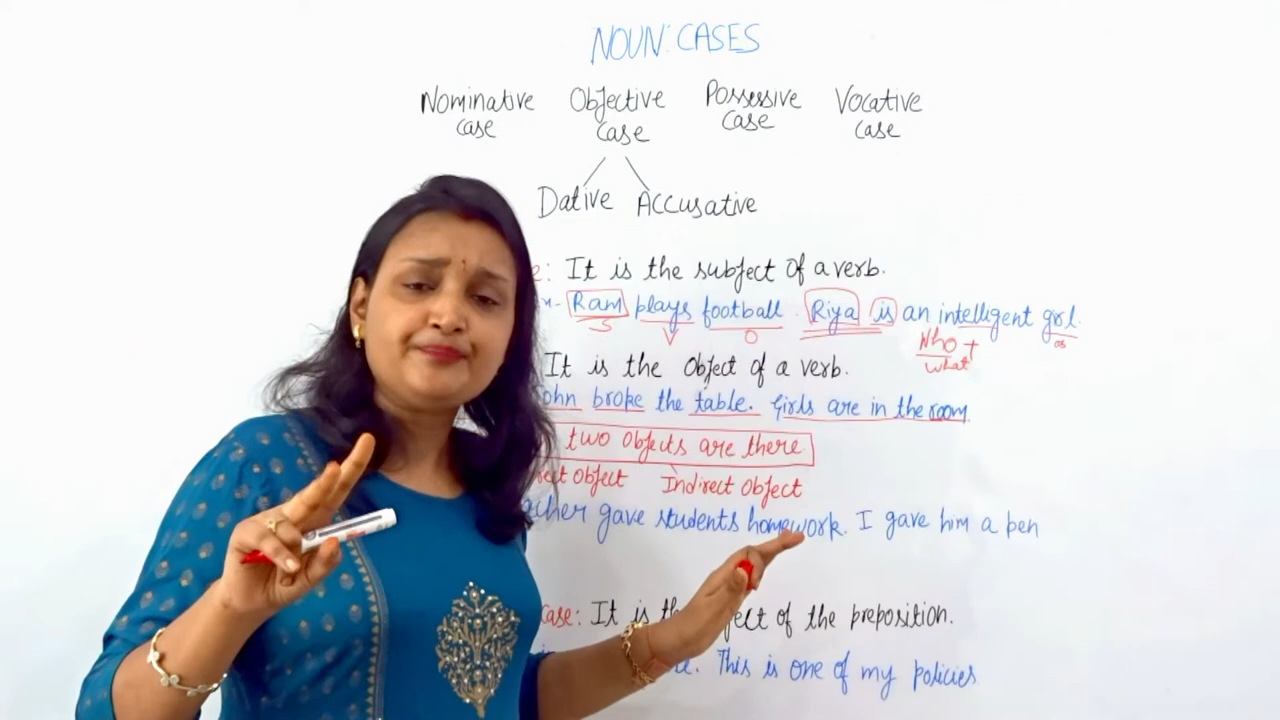 NOUN: CASES
Nominative case
Objective case
Possessive case
Vocative case
Dative Accusative
It is the subject of a verb.
Ram plays football. Riya is an intelligent grl.
S V O Who + what
It is the object of a verb.
broke the table. Girls are in the room.
two objects are there
Object Indirect Object
gave students homework. I gave him a pen
case: It is of the preposition.
This is one of my policies